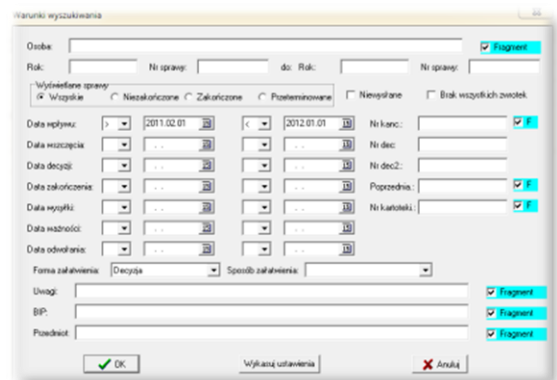 Warunki wyszukiwania
Osoba: Fragment
Rok: Nr sprawy: do: Rok: Nr sprawy:
Wyświetlane sprawy
Wszyskie Niezakończone Zakończone Przeterminowane Niewysłane Brak wszystkich zwrotek
Data wpływu: > 2011.02.01 < 2012.01.01 Nr kanc.: F
Data wszczęcia: . . . . Nr dec:
Data decyzji: . . . . Nr dec2.:
Data zakończenia: . . . . Poprzednia.: F
Data wysyłki: . . . . Nr kartoteki.: F
Data ważności: . . . .
Data odwołania: . . . .
Forma załatwienia: Decyzja Sposób załatwienia:
Uwagi: Fragment
BIP: Fragment
Przedmiot: Fragment
OK Wykasuj ustawienia Anuluj